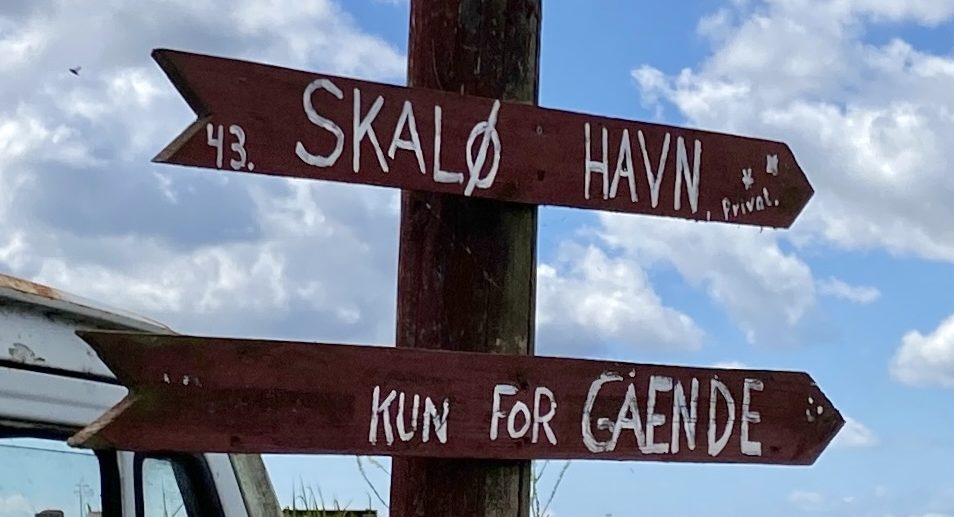 43. SKALØ HAVN
Privat.
KUN FOR GÅENDE